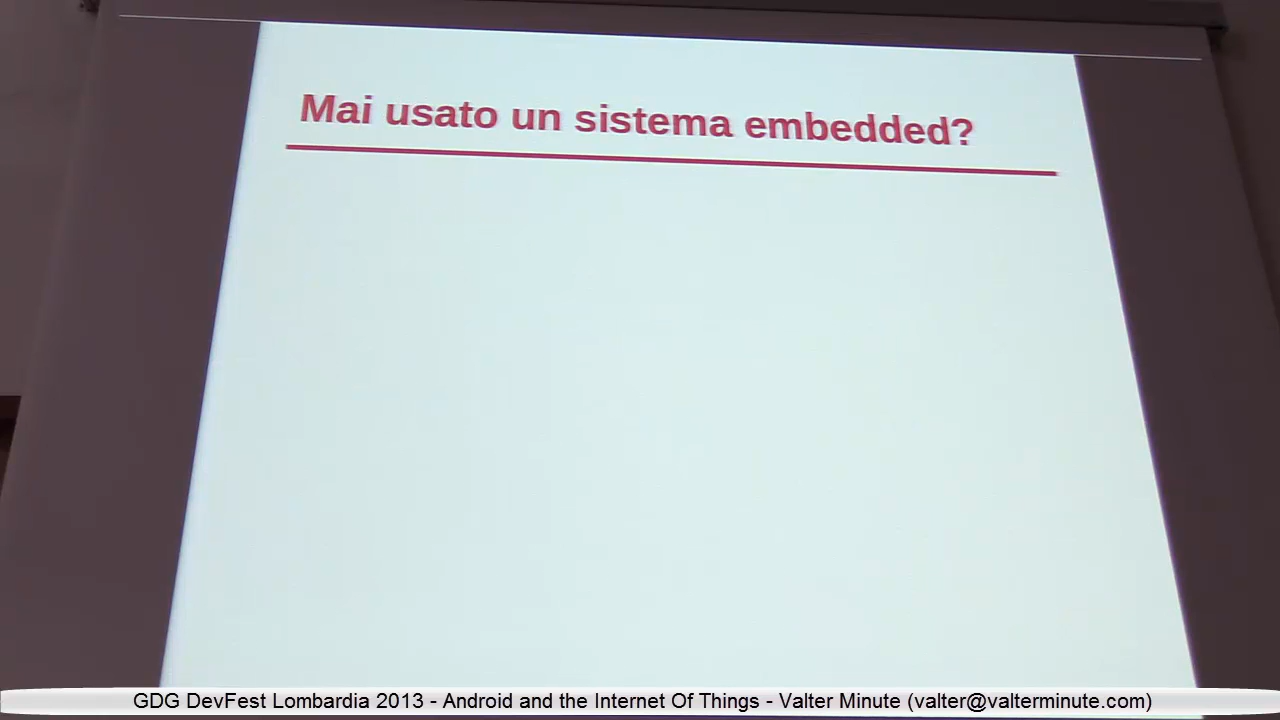 Mai usato un sistema embedded?
GDG DevFest Lombardia 2013 - Android and the Internet Of Things - Valter Minute (valter@valterminute.com)